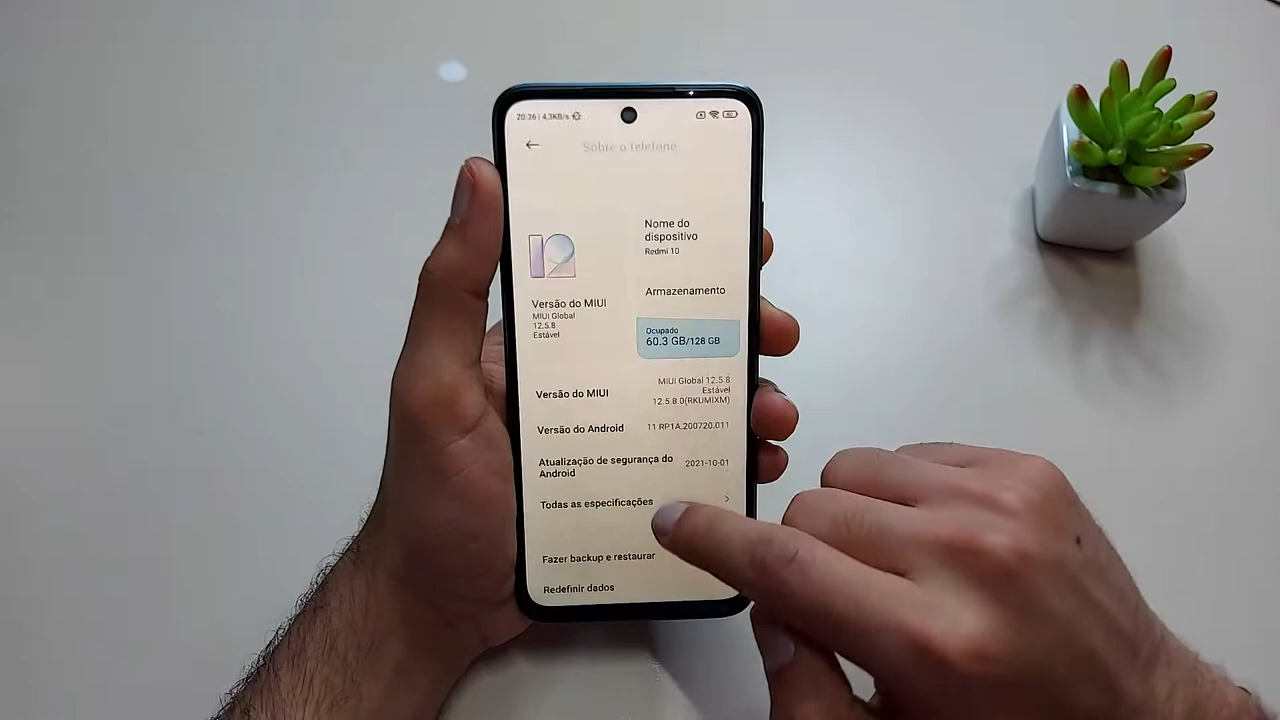 20:36 | 4,3KB/s
Sobre o telefone
12
Nome do
dispositivo
Redmi 10
Armazenamento
Versão do MIUI
MIUI Global
12.5.8
Estável
Ocupado
60.3 GB/128 GB
Versão do MIUI
MIUI Global 12.5.8
Estável
12.5.8.0(RKUMIXM)
Versão do Android
11 RP1A.200720.011
Atualização de segurança do
Android
2021-10-01
Todas as especificações
Fazer backup e restaurar
Redefinir dados